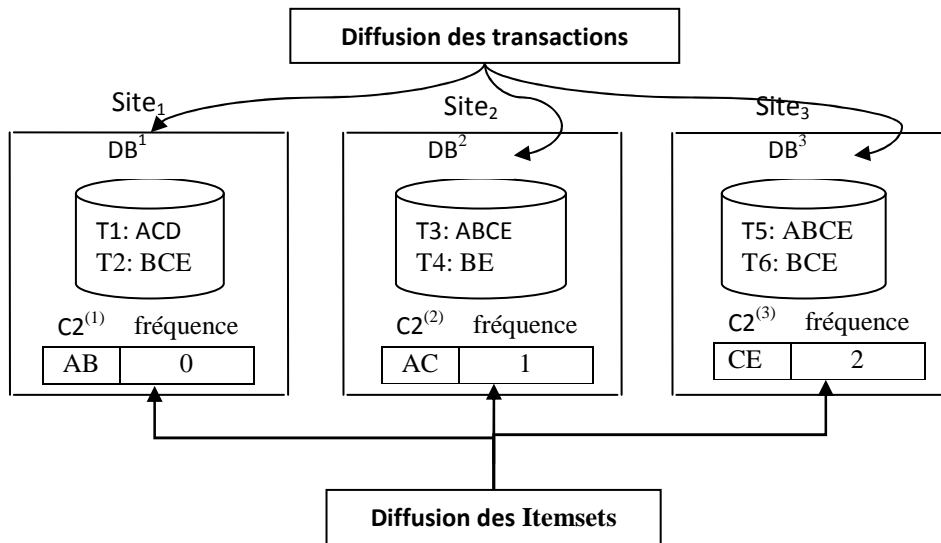 Diffusion des transactions
Site₁ Site₂ Site₃
DB¹ DB² DB³
T1: ACD T3: ABCE T5: ABCE
T2: BCE T4: BE T6: BCE
C2⁽¹⁾ fréquence C2⁽²⁾ fréquence C2⁽³⁾ fréquence
AB 0 AC 1 CE 2
Diffusion des Itemsets